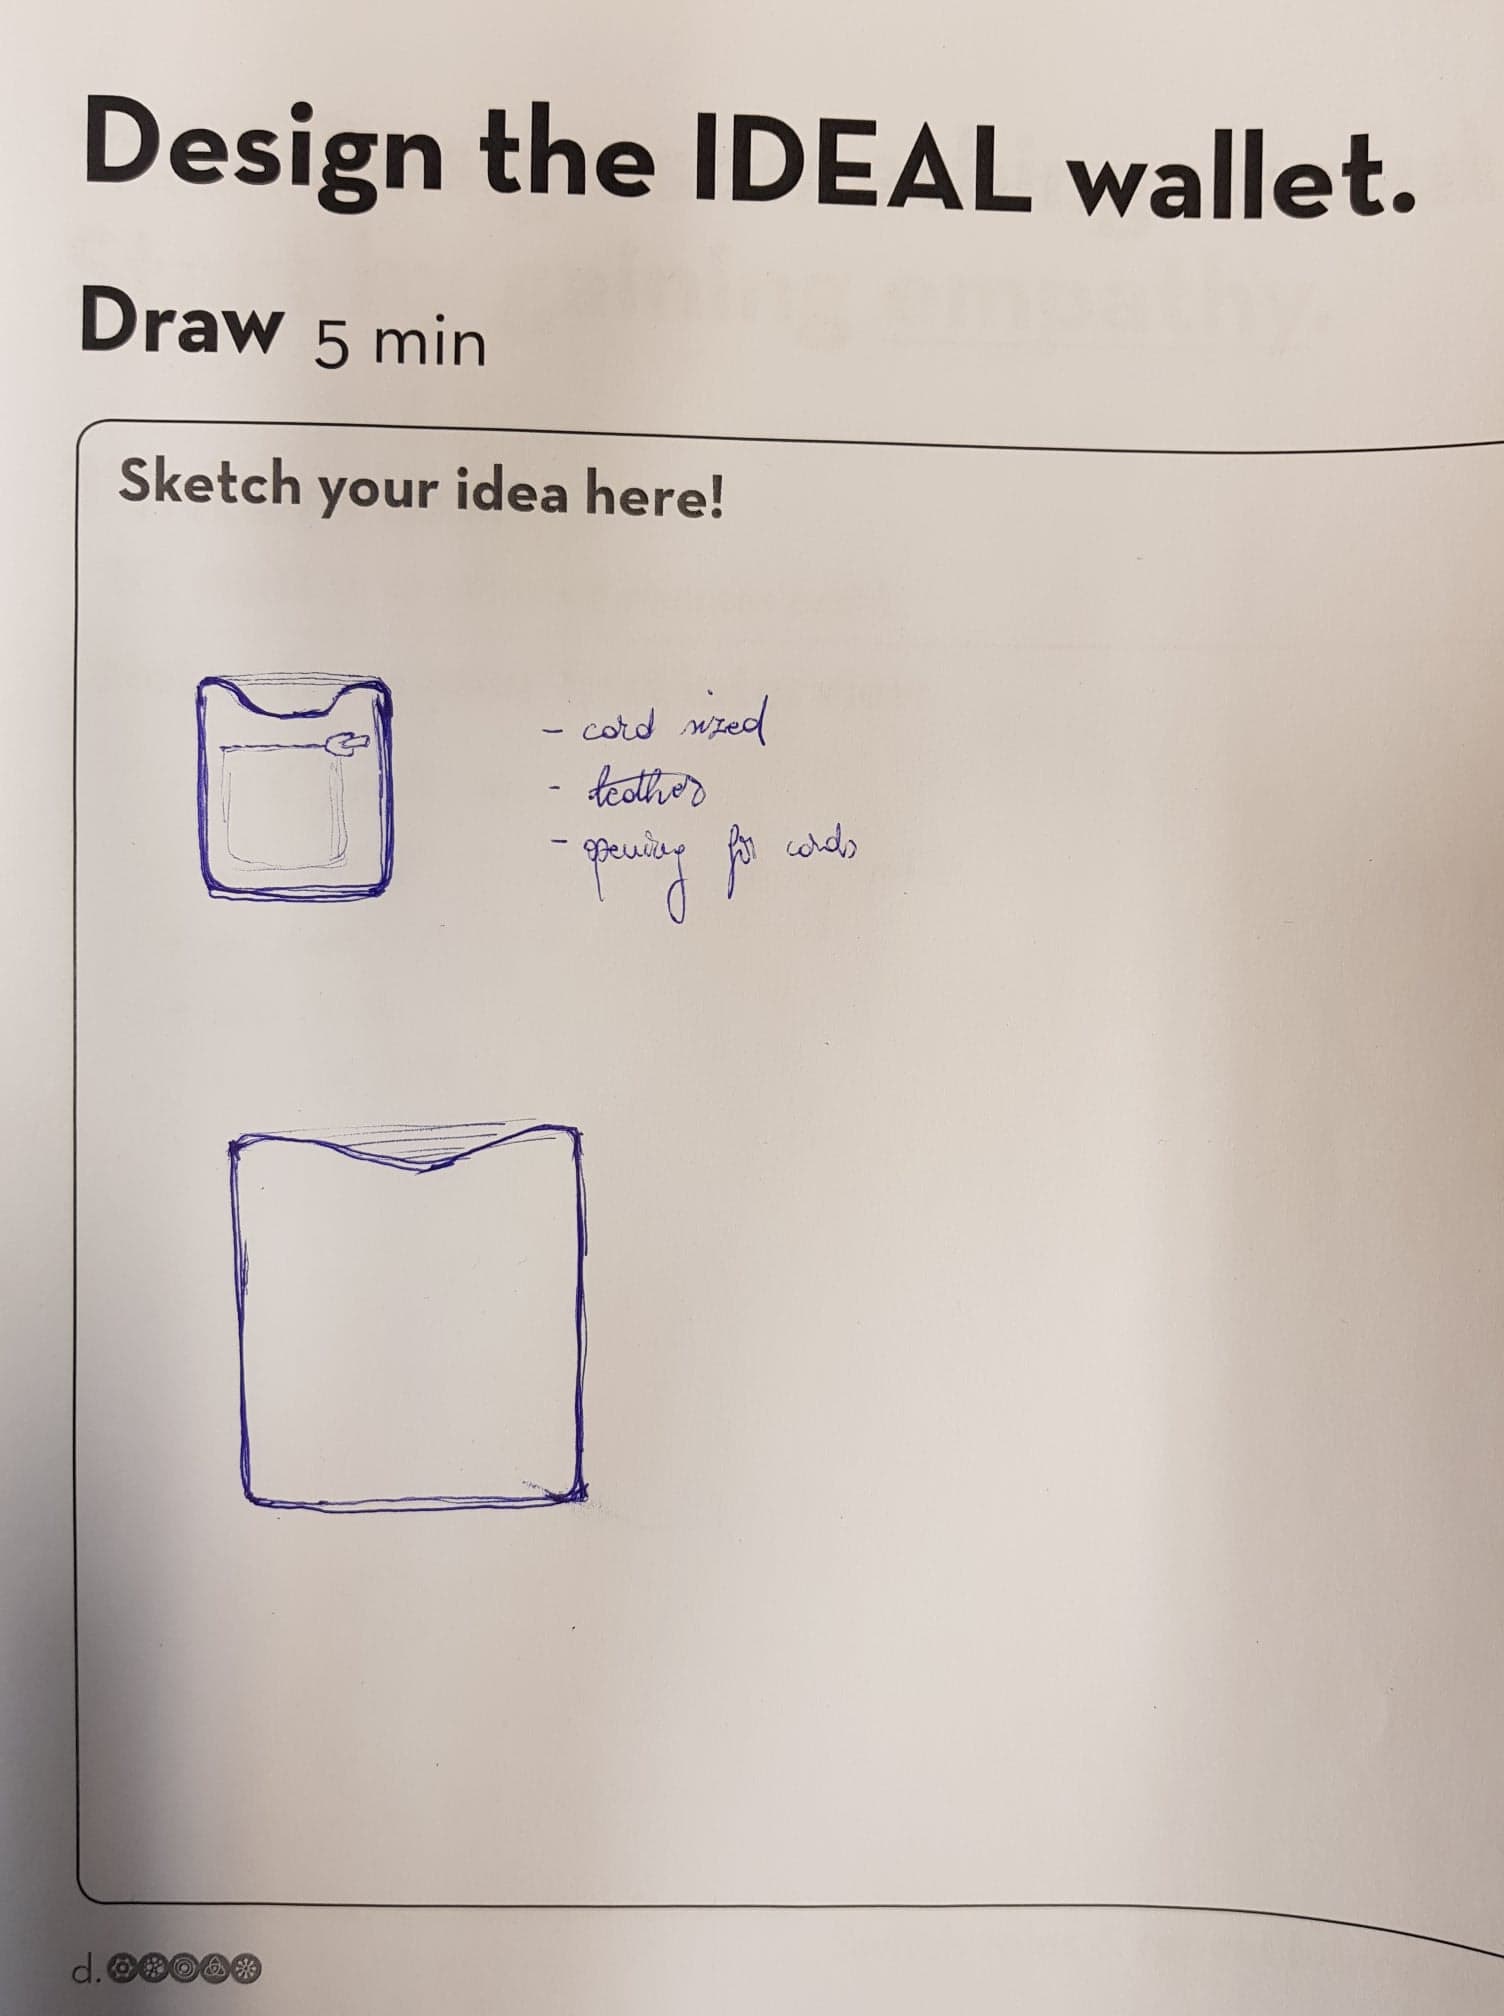 Design the IDEAL wallet.
Draw 5 min
Sketch your idea here!
- card sized
- leather
- opening for cards
d.